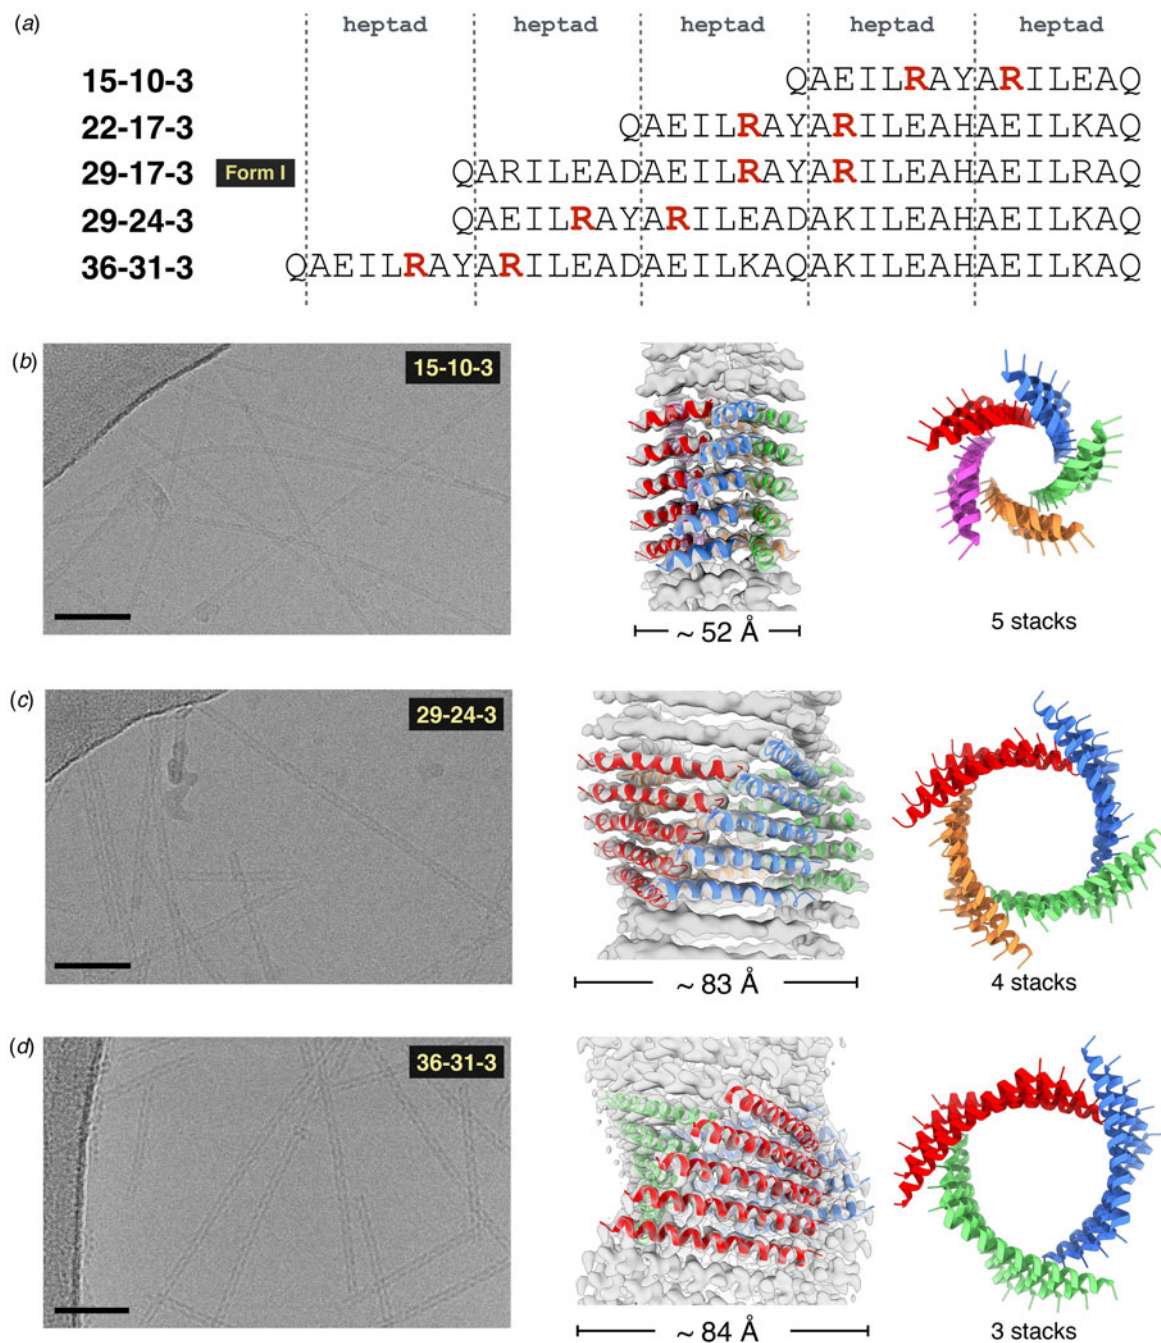 (a)
heptad heptad heptad heptad heptad
15-10-3 QAEILRAYARILEAQ
22-17-3 QAEILRAYARILEAHAEILKAQ
29-17-3 Form I QARILEADAEILRAYARILEAHAEILRAQ
29-24-3 QAEILRAYARILEADAKILEAHAEILKAQ
36-31-3 QAEILRAYARILEADAEILKAQAKILEAHAEILKAQ
(b)
15-10-3
~ 52 Å
5 stacks
(c)
29-24-3
~ 83 Å
4 stacks
(d)
36-31-3
~ 84 Å
3 stacks